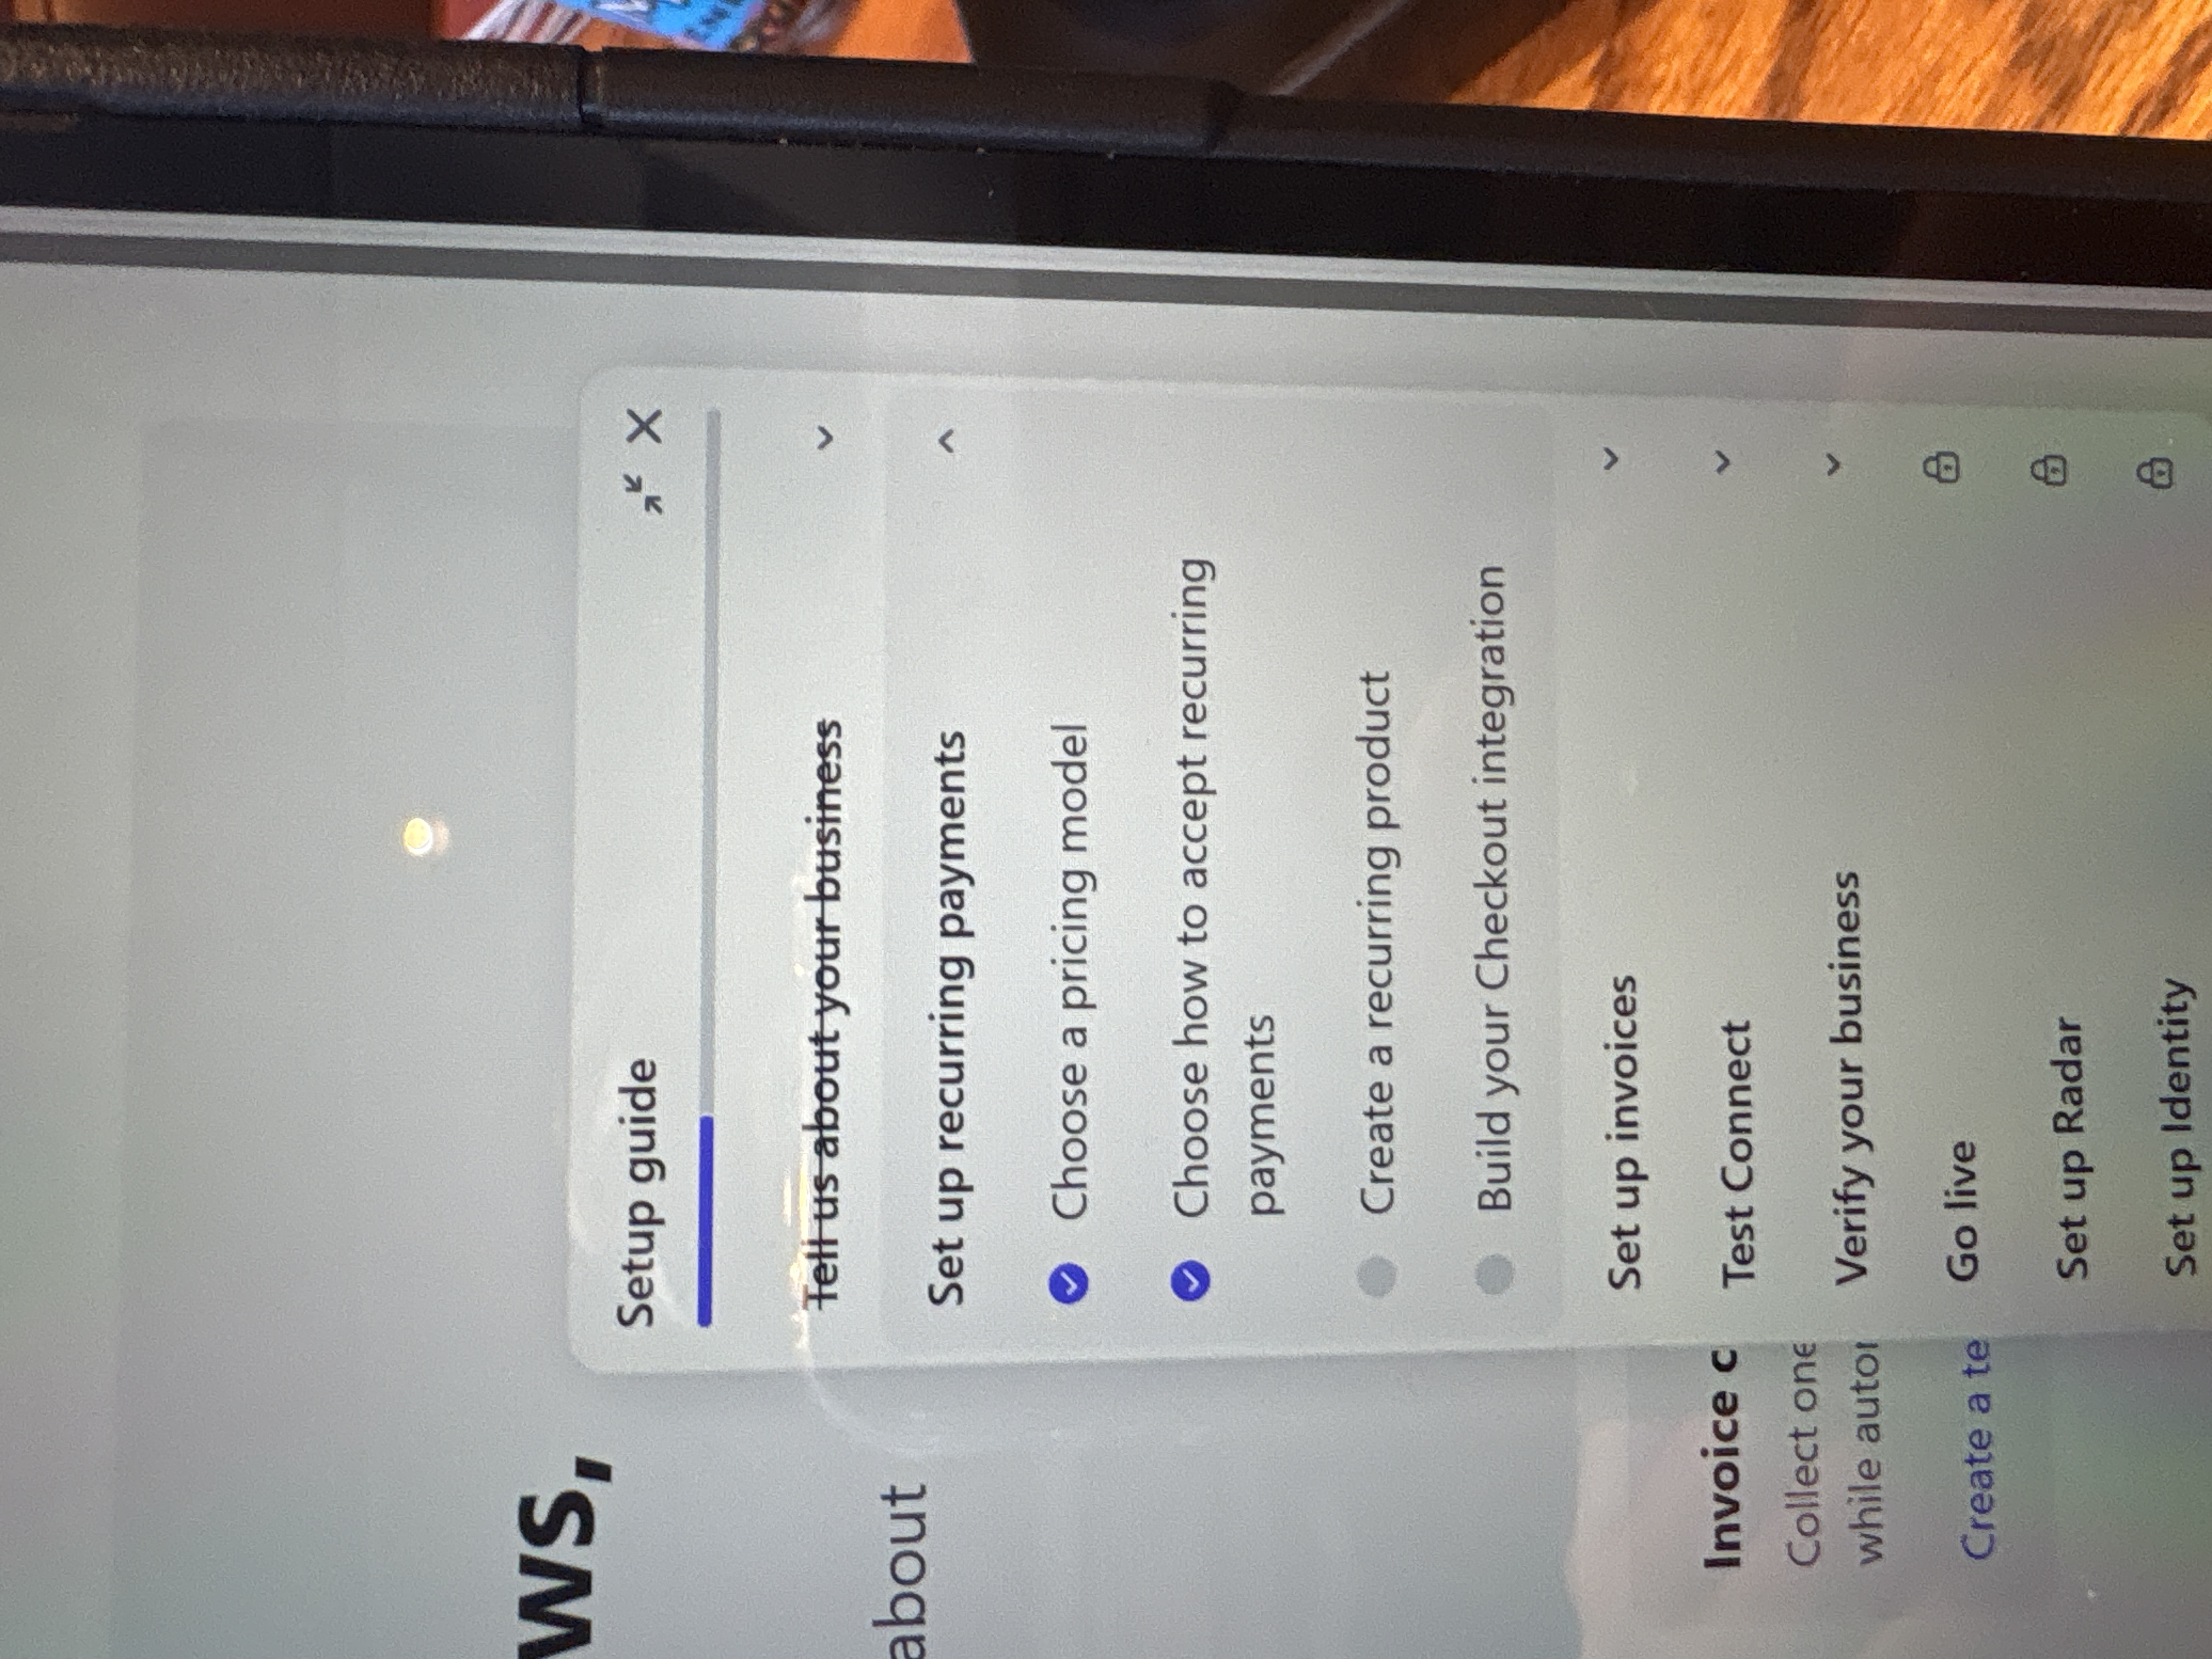 ws,
about
Setup guide
Tell us about your business
Set up recurring payments
Choose a pricing model
Choose how to accept recurring
payments
Create a recurring product
Build your Checkout integration
Set up invoices
Test Connect
Verify your business
Go live
Set up Radar
Set up Identity
Invoice c
Collect one
while autor
Create a te